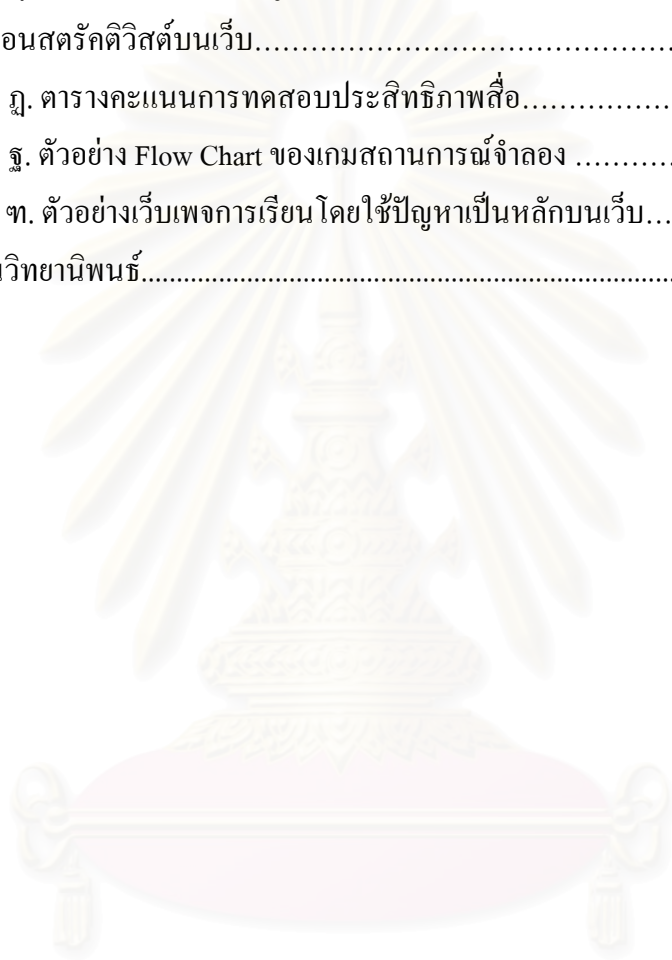 อนสตรัคติวิสต์บนเว็บ..............................................
ฏ. ตารางคะแนนการทดสอบประสิทธิภาพสื่อ...................
ฐ. ตัวอย่าง Flow Chart ของเกมสถานการณ์จำลอง ............
ฑ. ตัวอย่างเว็บเพจการเรียนโดยใช้ปัญหาเป็นหลักบนเว็บ...
วิทยานิพนธ์............................................................................